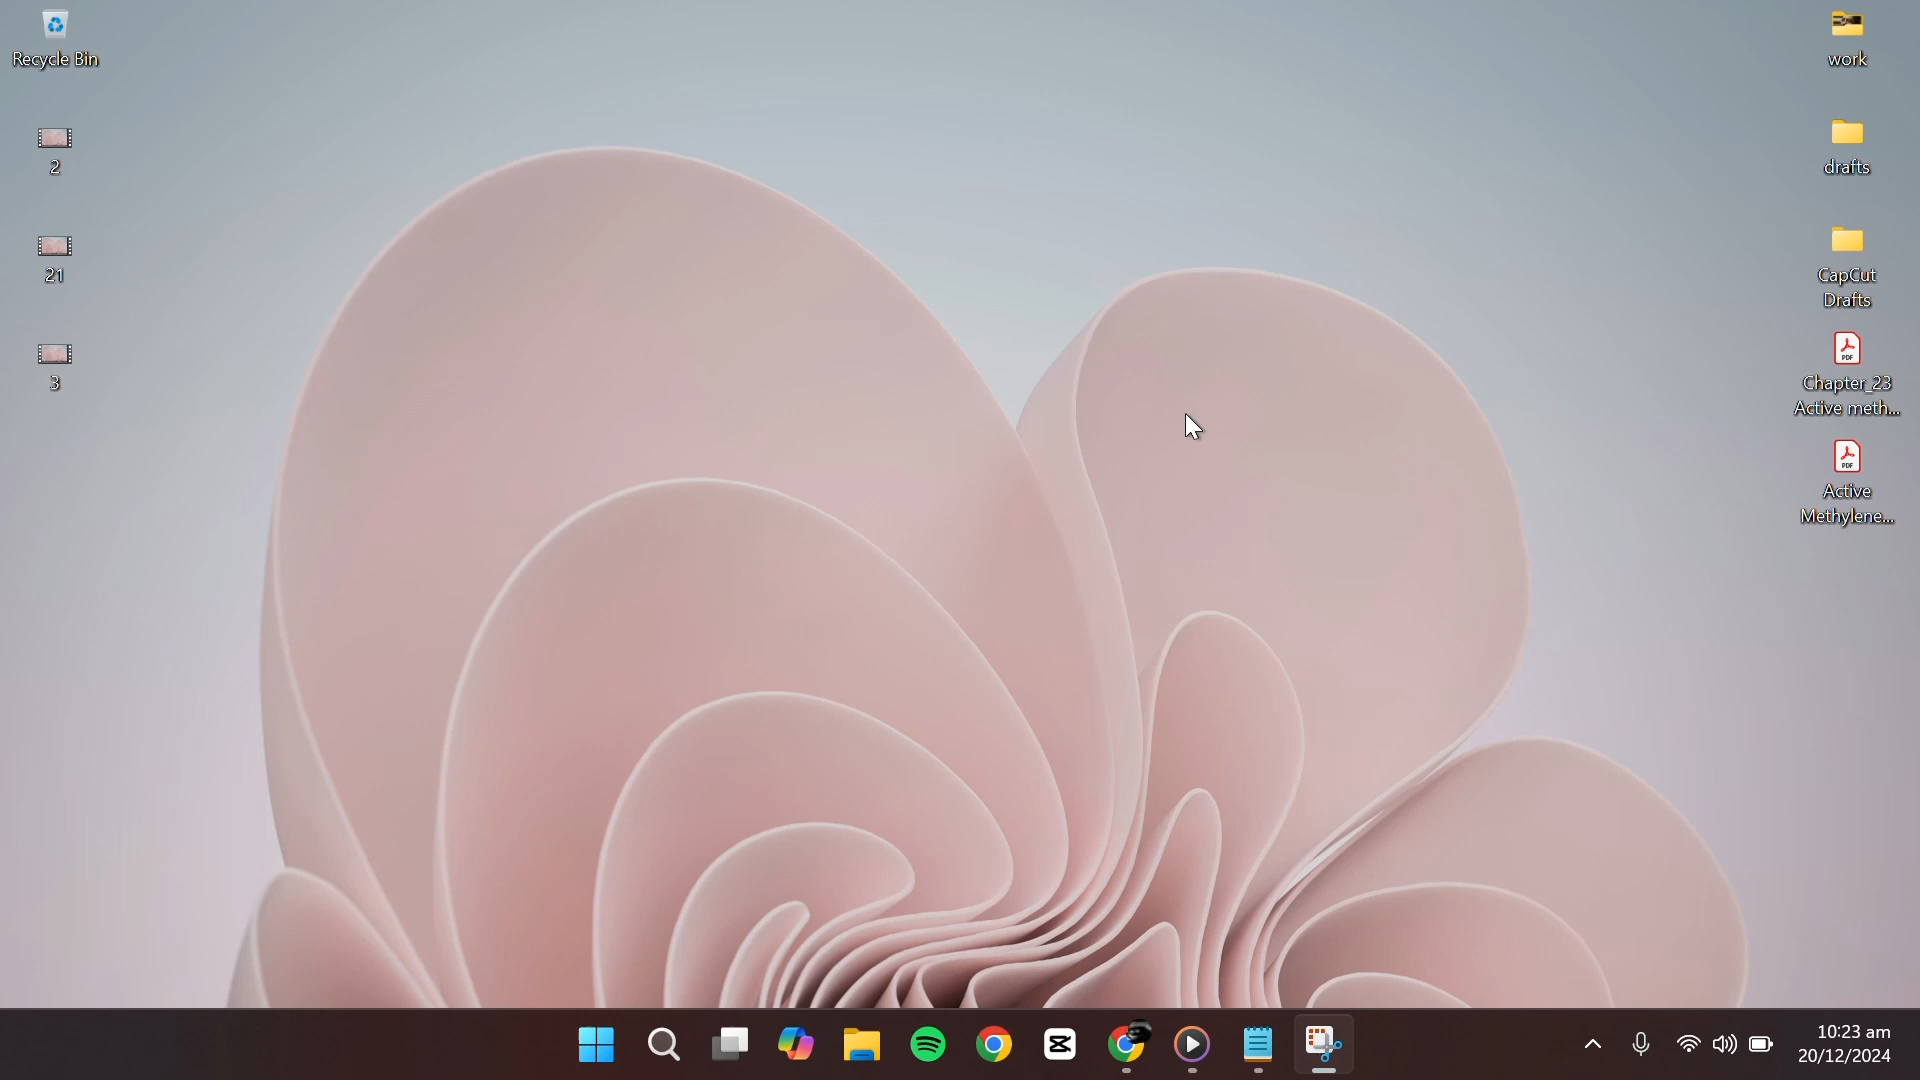 Recycle Bin
2
21
3
work
drafts
CapCut
Drafts
Chapter_23
Active meth...
Active
Methylene...
10:23 am
20/12/2024